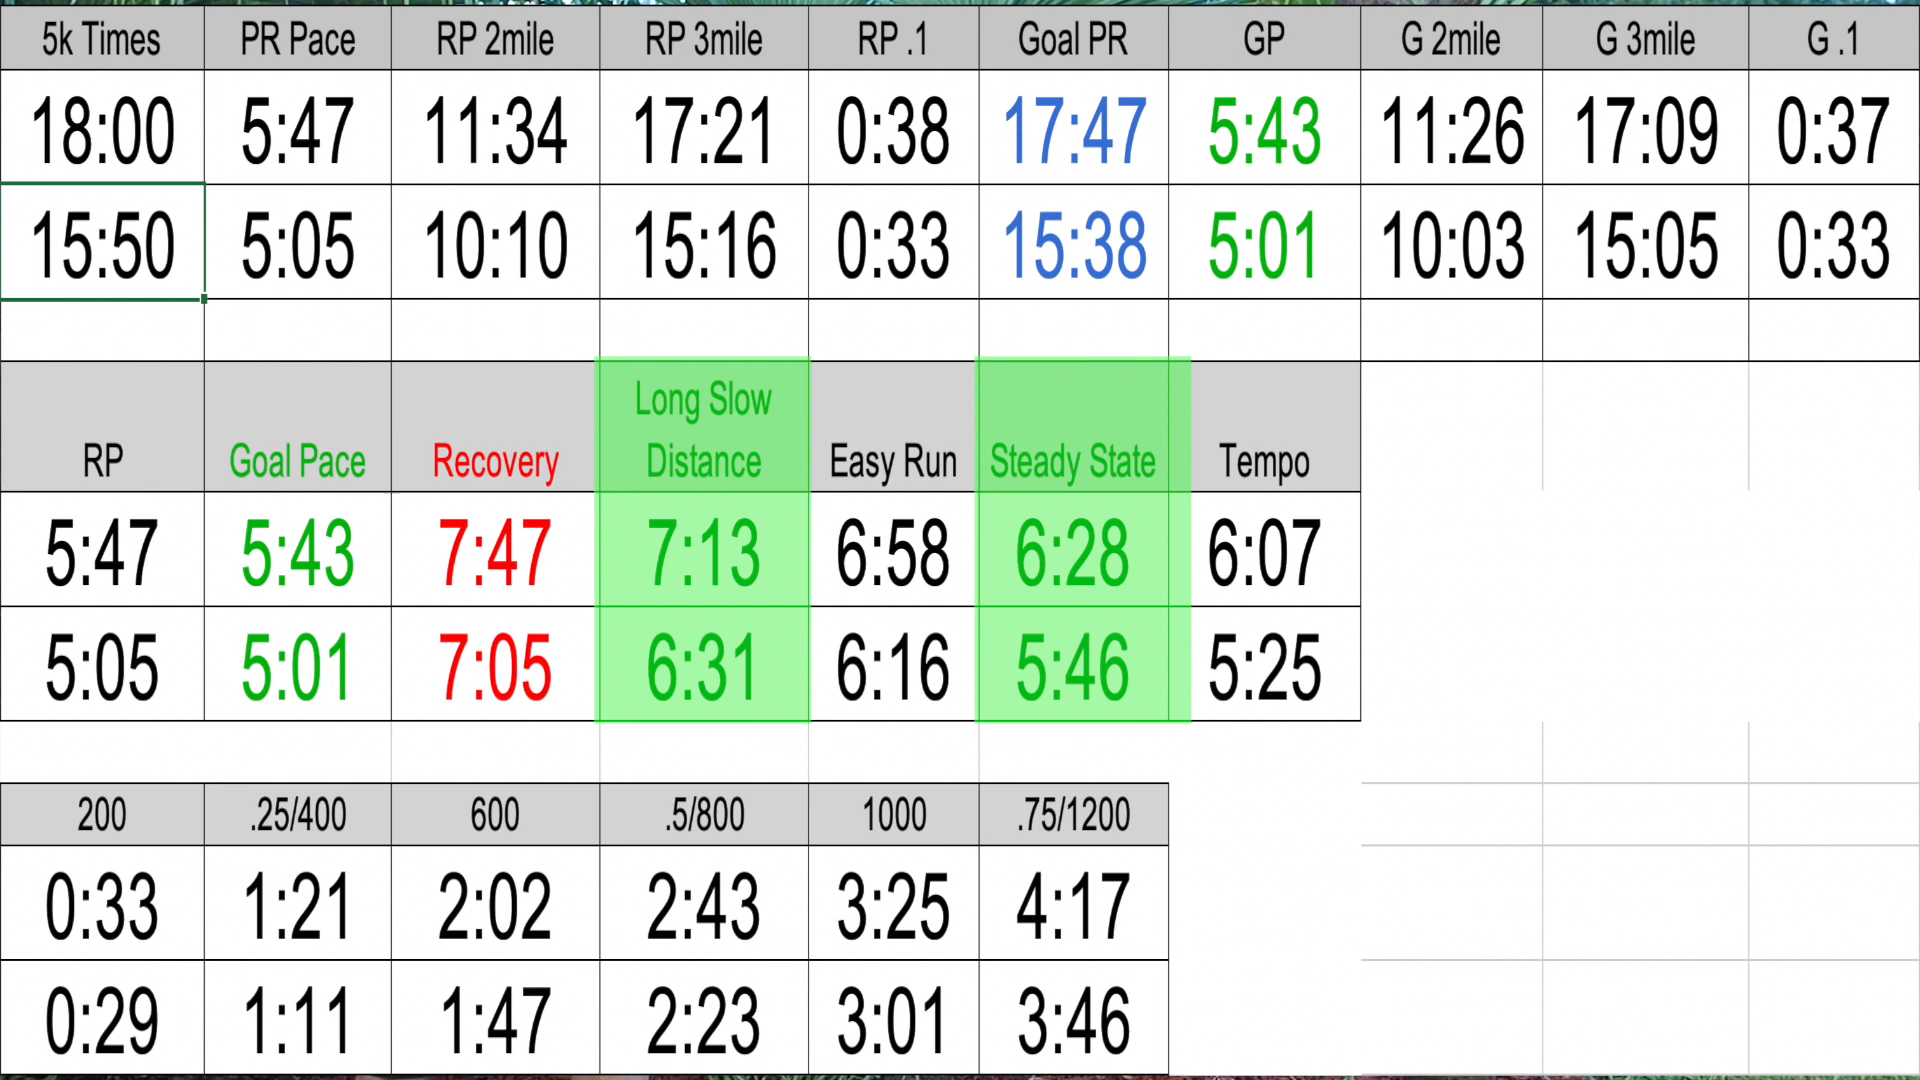 5k Times PR Pace RP 2mile RP 3mile RP .1 Goal PR GP G 2mile G 3mile G .1
18:00 5:47 11:34 17:21 0:38 17:47 5:43 11:26 17:09 0:37
15:50 5:05 10:10 15:16 0:33 15:38 5:01 10:03 15:05 0:33
RP Goal Pace Recovery Long Slow Distance Easy Run Steady State Tempo
5:47 5:43 7:47 7:13 6:58 6:28 6:07
5:05 5:01 7:05 6:31 6:16 5:46 5:25
200 .25/400 600 .5/800 1000 .75/1200
0:33 1:21 2:02 2:43 3:25 4:17
0:29 1:11 1:47 2:23 3:01 3:46